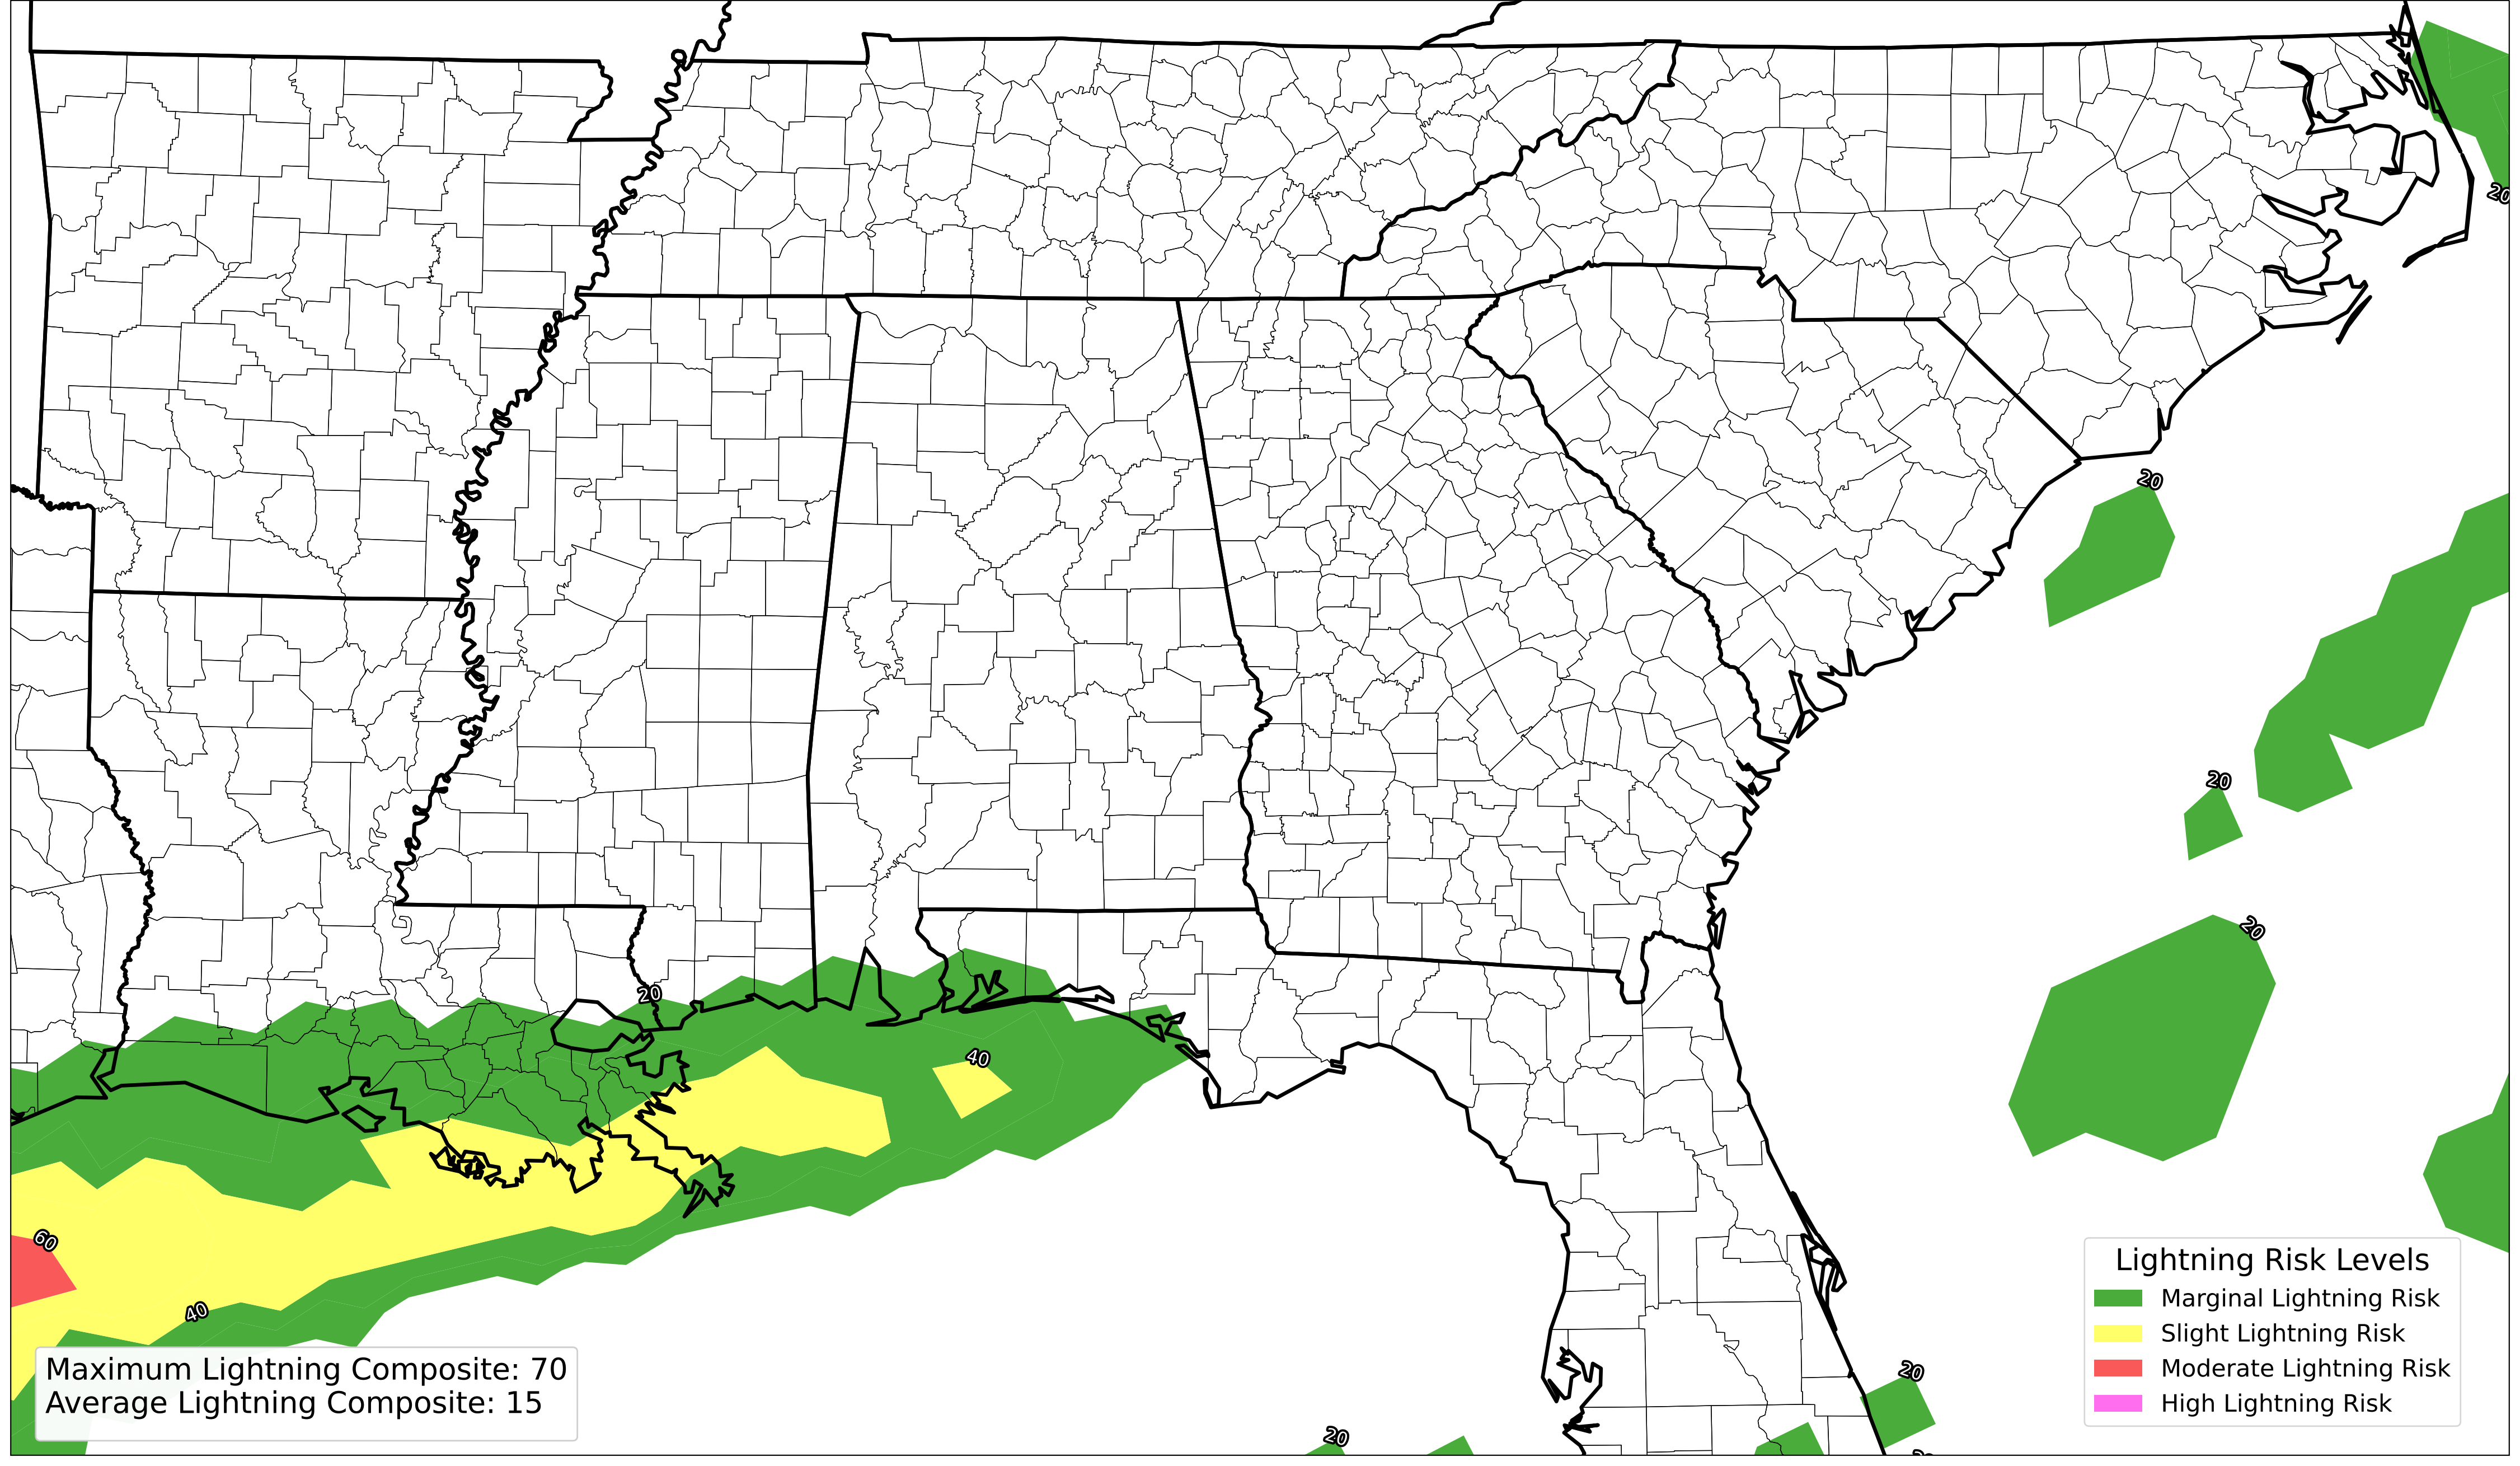 20
20
20
20
20
40
60
40
Lightning Risk Levels
Marginal Lightning Risk
Slight Lightning Risk
Moderate Lightning Risk
High Lightning Risk
Maximum Lightning Composite: 70
Average Lightning Composite: 15
20
20